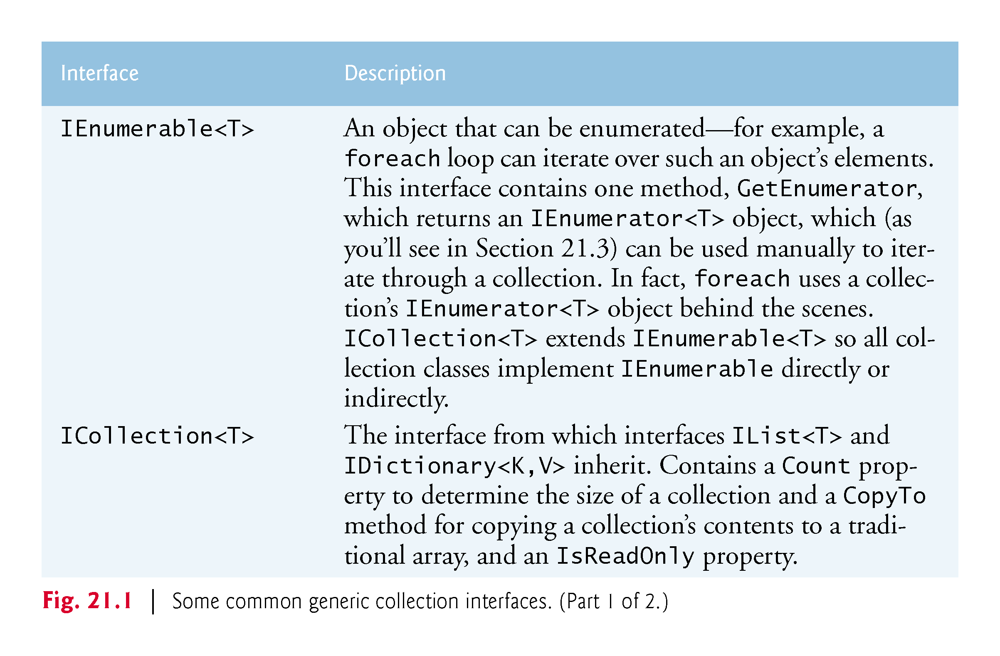 Interface Description
IEnumerable<T> An object that can be enumerated—for example, a
foreach loop can iterate over such an object’s elements.
This interface contains one method, GetEnumerator,
which returns an IEnumerator<T> object, which (as
you’ll see in Section 21.3) can be used manually to iter-
ate through a collection. In fact, foreach uses a collec-
tion’s IEnumerator<T> object behind the scenes.
ICollection<T> extends IEnumerable<T> so all col-
lection classes implement IEnumerable directly or
indirectly.
ICollection<T> The interface from which interfaces IList<T> and
IDictionary<K,V> inherit. Contains a Count prop-
erty to determine the size of a collection and a CopyTo
method for copying a collection’s contents to a tradi-
tional array, and an IsReadOnly property.
Fig. 21.1 | Some common generic collection interfaces. (Part 1 of 2.)